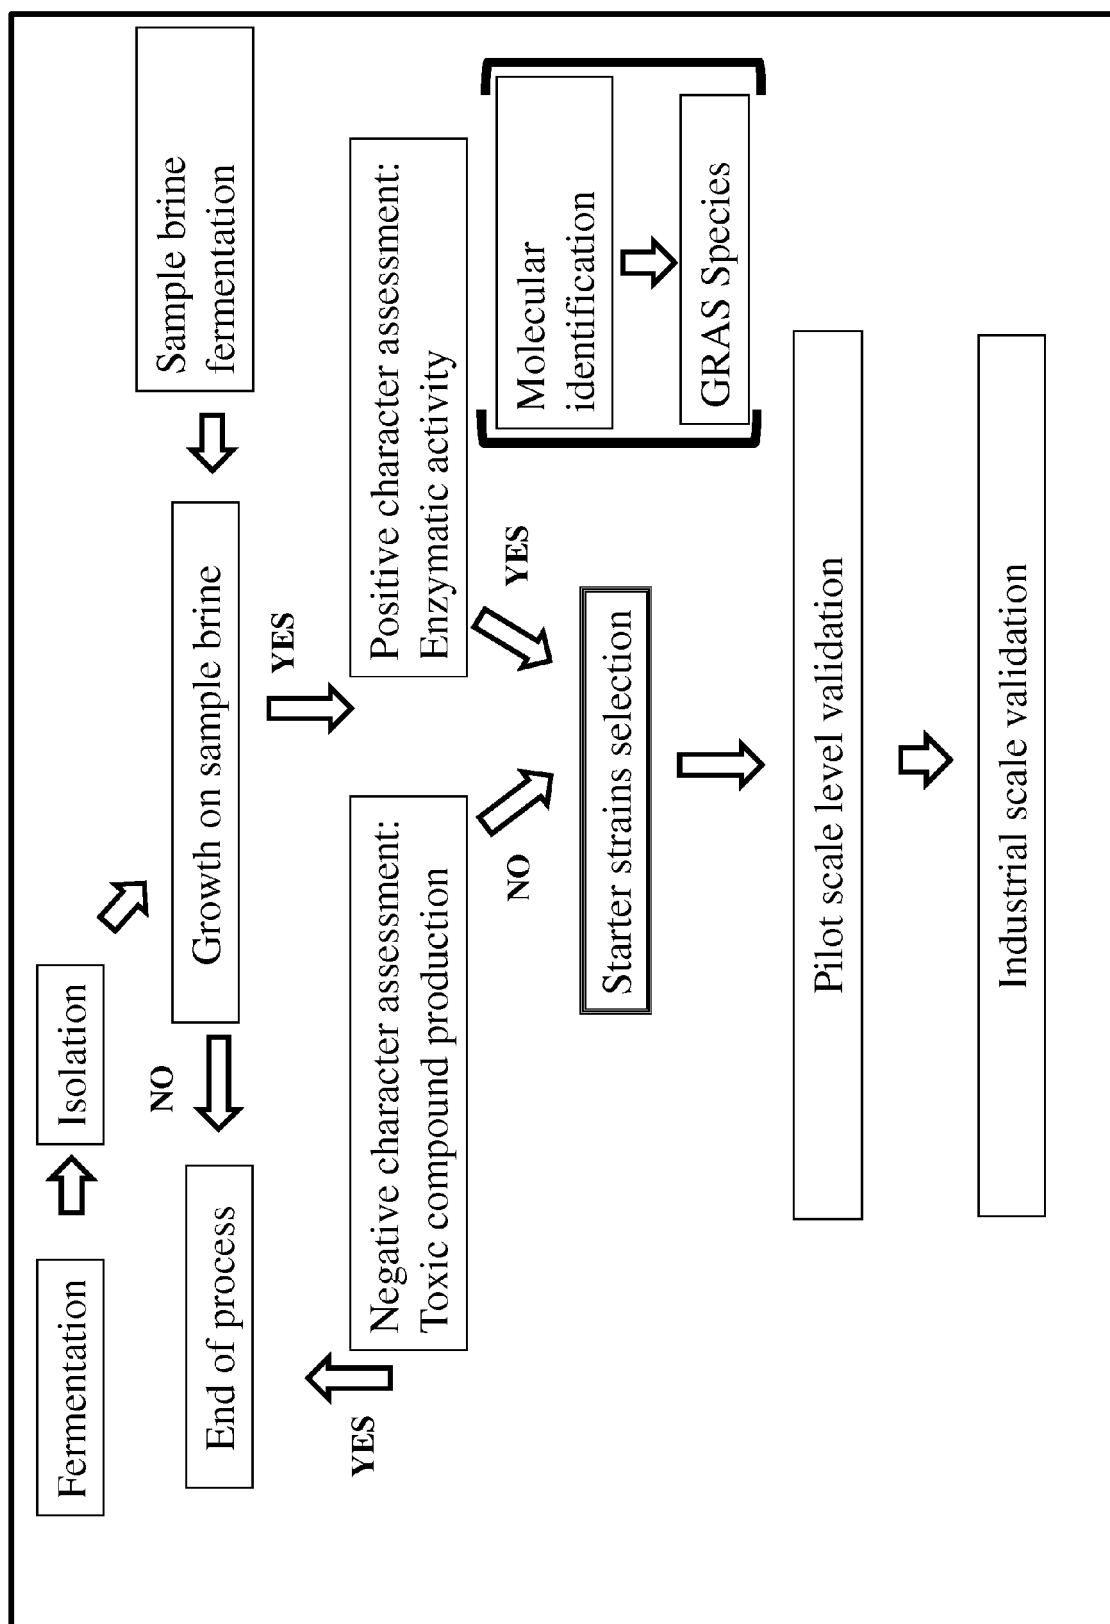 Fermentation
Isolation
End of process
NO
Growth on sample brine
Sample brine
fermentation
YES
YES
Negative character assessment:
Toxic compound production
Positive character assessment:
Enzymatic activity
NO
YES
Molecular
identification
Starter strains selection
GRAS Species
Pilot scale level validation
Industrial scale validation